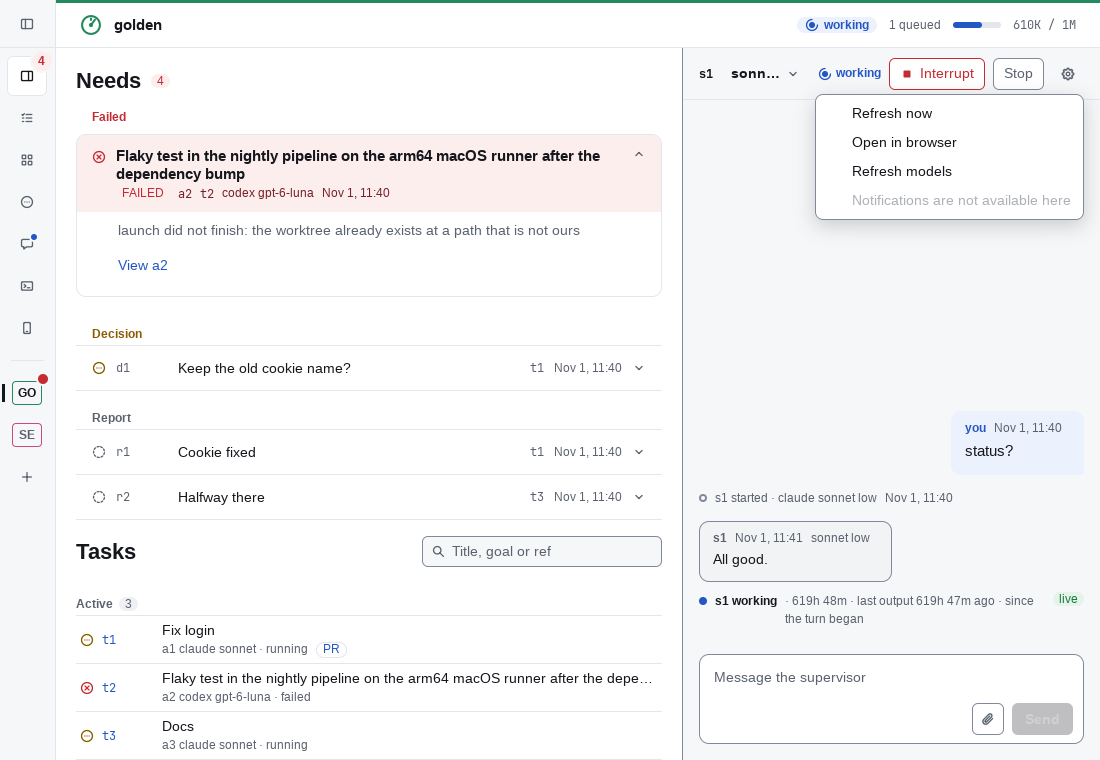 golden
working
1 queued
610K / 1M
4
GO
SE
Needs
4
Failed
Flaky test in the nightly pipeline on the arm64 macOS runner after the
dependency bump
FAILED a2 t2 codex gpt-6-luna Nov 1, 11:40
launch did not finish: the worktree already exists at a path that is not ours
View a2
Decision
d1 Keep the old cookie name? t1 Nov 1, 11:40
Report
r1 Cookie fixed t1 Nov 1, 11:40
r2 Halfway there t3 Nov 1, 11:40
Tasks
Title, goal or ref
Active 3
t1 Fix login
a1 claude sonnet · running PR
t2 Flaky test in the nightly pipeline on the arm64 macOS runner after the depe…
a2 codex gpt-6-luna · failed
t3 Docs
a3 claude sonnet · running
s1 sonn… working Interrupt Stop
Refresh now
Open in browser
Refresh models
Notifications are not available here
you Nov 1, 11:40
status?
s1 started · claude sonnet low Nov 1, 11:40
s1 Nov 1, 11:41 sonnet low
All good.
s1 working · 619h 48m · last output 619h 47m ago · since
the turn began
live
Message the supervisor
Send